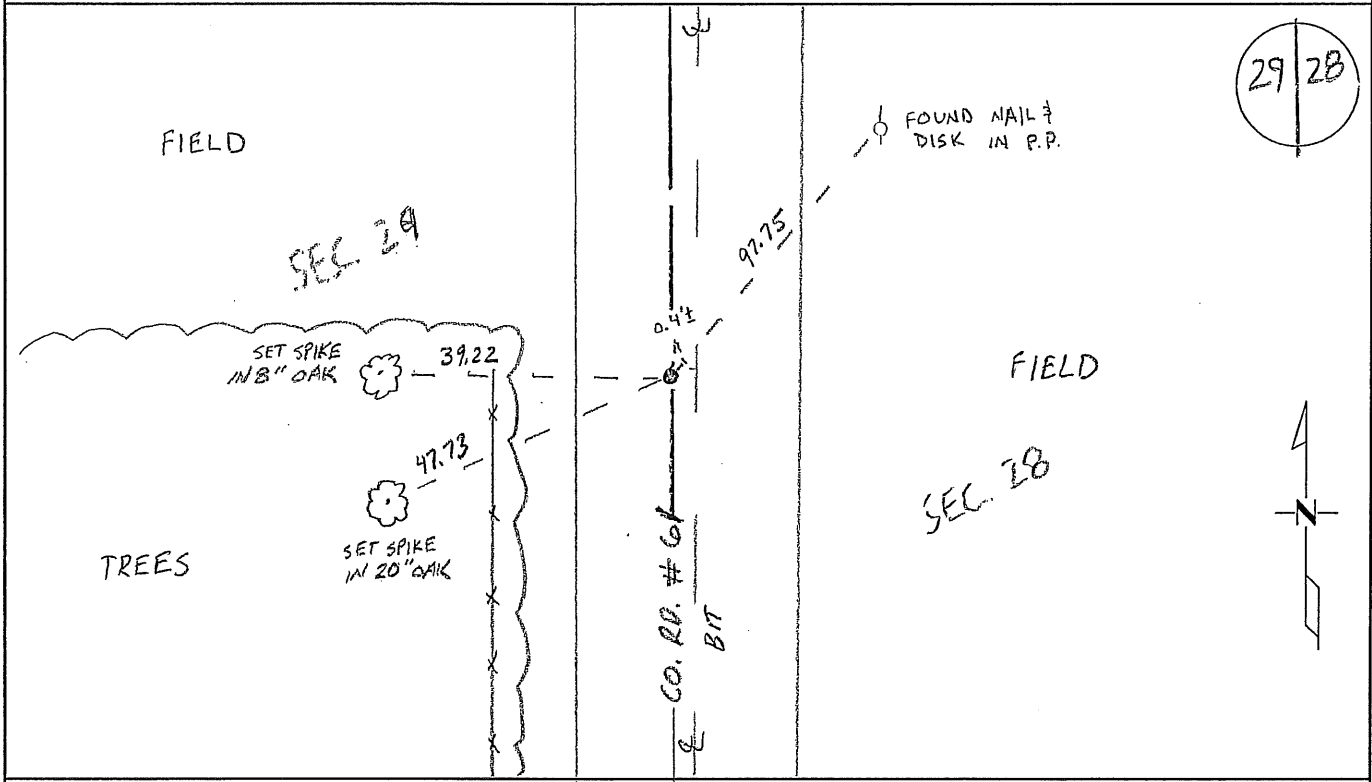 ℄
29 28
FOUND NAIL &
DISK IN P.P.
FIELD
SEC. 29
97.75
0.4'±
SET SPIKE
IN 8" OAK
39.22
FIELD
47.73
SEC. 28
N
SET SPIKE
IN 20" OAK
TREES
CO. RD. # 61
BIT
℄